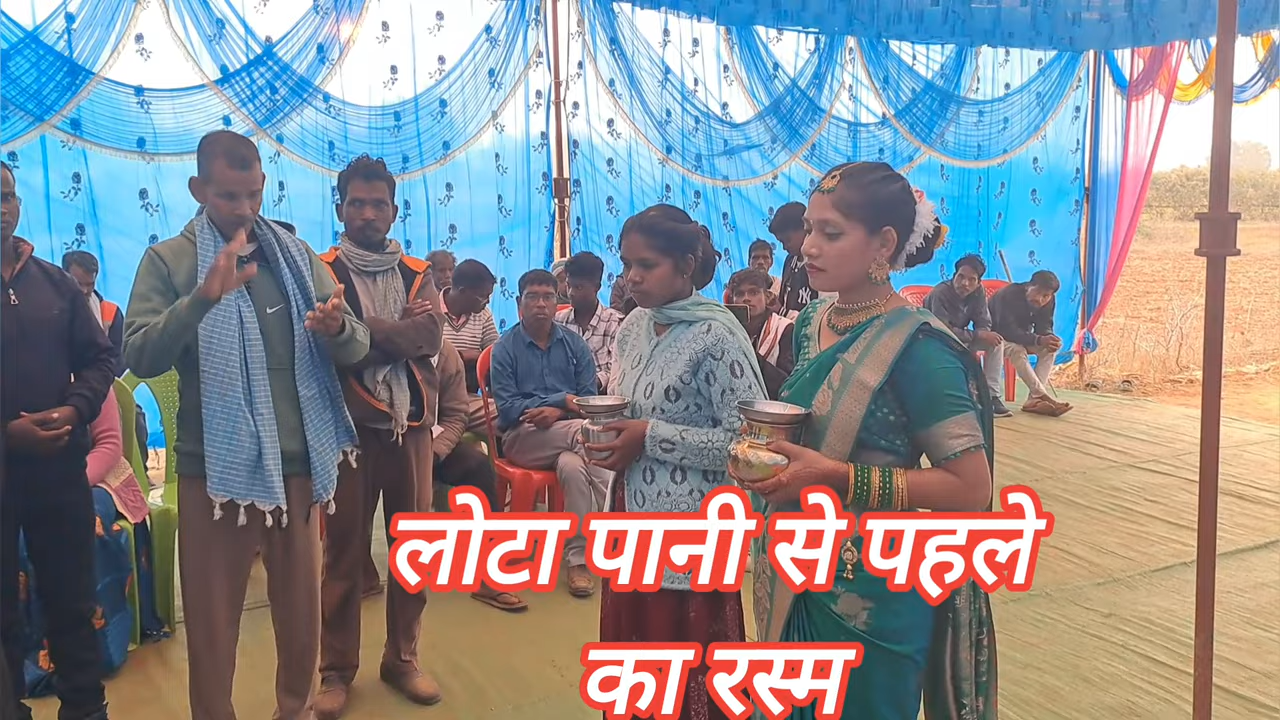 लोटा पानी से पहले
का रस्म